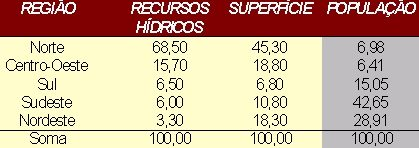 REGIÃO RECURSOS HÍDRICOS SUPERFÍCIE POPULAÇÃO
Norte 68,50 45,30 6,98
Centro-Oeste 15,70 18,80 6,41
Sul 6,50 6,80 15,05
Sudeste 6,00 10,80 42,65
Nordeste 3,30 18,30 28,91
Soma 100,00 100,00 100,00